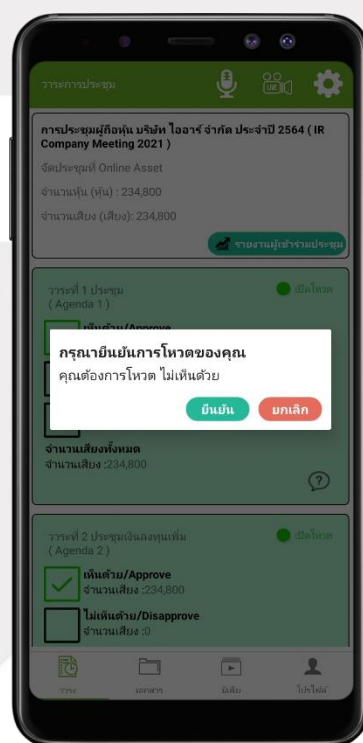 วาระการประชุม
LIVE
การประชุมผู้ถือหุ้น บริษัท ไออาร์ จำกัด ประจำปี 2564 ( IR
Company Meeting 2021 )
จัดประชุมที่ Online Asset
จำนวนหุ้น (หุ้น) : 234,800
จำนวนเสียง (เสียง): 234,800
รายงานผู้เข้าร่วมประชุม
วาระที่ 1 ประชุม
( Agenda 1 )
เปิดโหวต
เห็นด้วย/Approve
กรุณายืนยันการโหวตของคุณ
คุณต้องการโหวต ไม่เห็นด้วย
ยืนยัน
ยกเลิก
จำนวนเสียงทั้งหมด
จำนวนเสียง :234,800
?
วาระที่ 2 ประชุมเงินลงทุนเพิ่ม
( Agenda 2 )
เปิดโหวต
เห็นด้วย/Approve
จำนวนเสียง :234,800
ไม่เห็นด้วย/Disapprove
จำนวนเสียง :0
วาระ
เอกสาร
โปรไฟล์